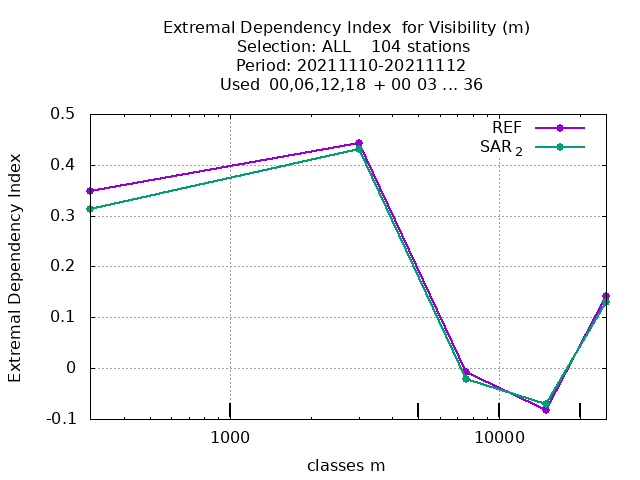 Extremal Dependency Index  for Visibility (m)
Selection: ALL    104 stations
Period: 20211110-20211112
Used  00,06,12,18  + 00 03 ... 36
REF
SAR 2
0.5
0.4
0.3
0.2
0.1
0
-0.1
Extremal Dependency Index
1000
10000
classes m